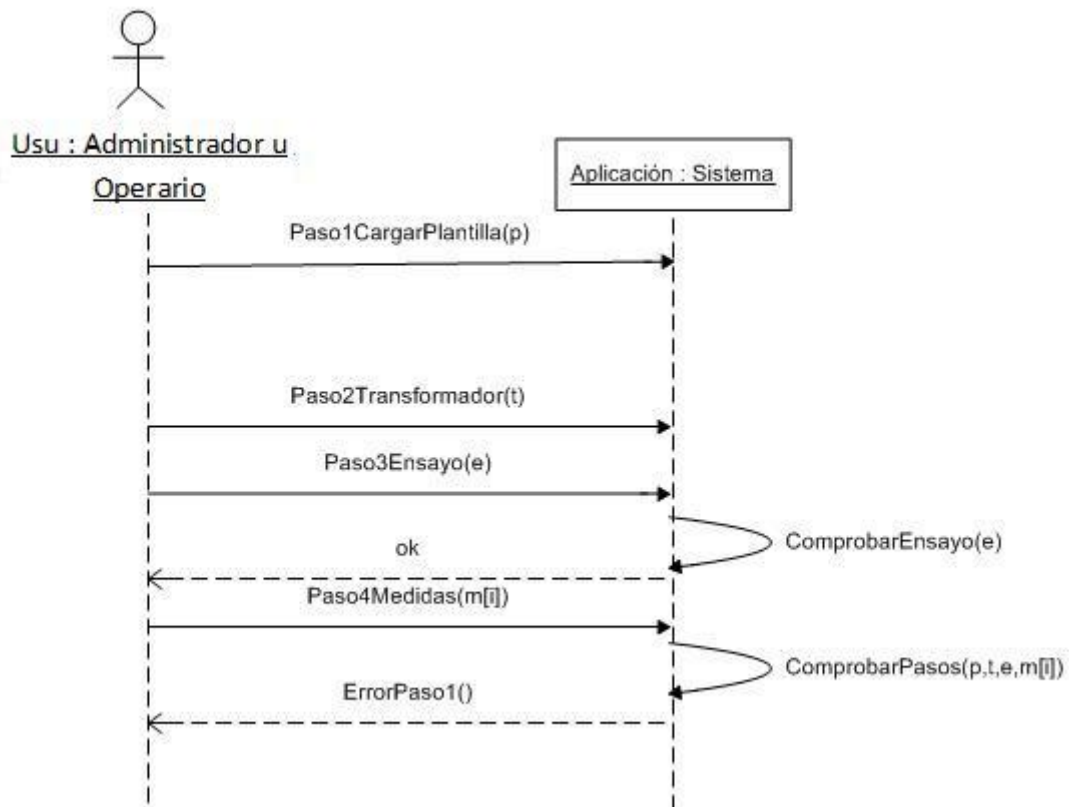 Usu : Administrador u
Operario
Aplicación : Sistema
Paso1CargarPlantilla(p)
Paso2Transformador(t)
Paso3Ensayo(e)
ComprobarEnsayo(e)
ok
Paso4Medidas(m[i])
ComprobarPasos(p,t,e,m[i])
ErrorPaso1()